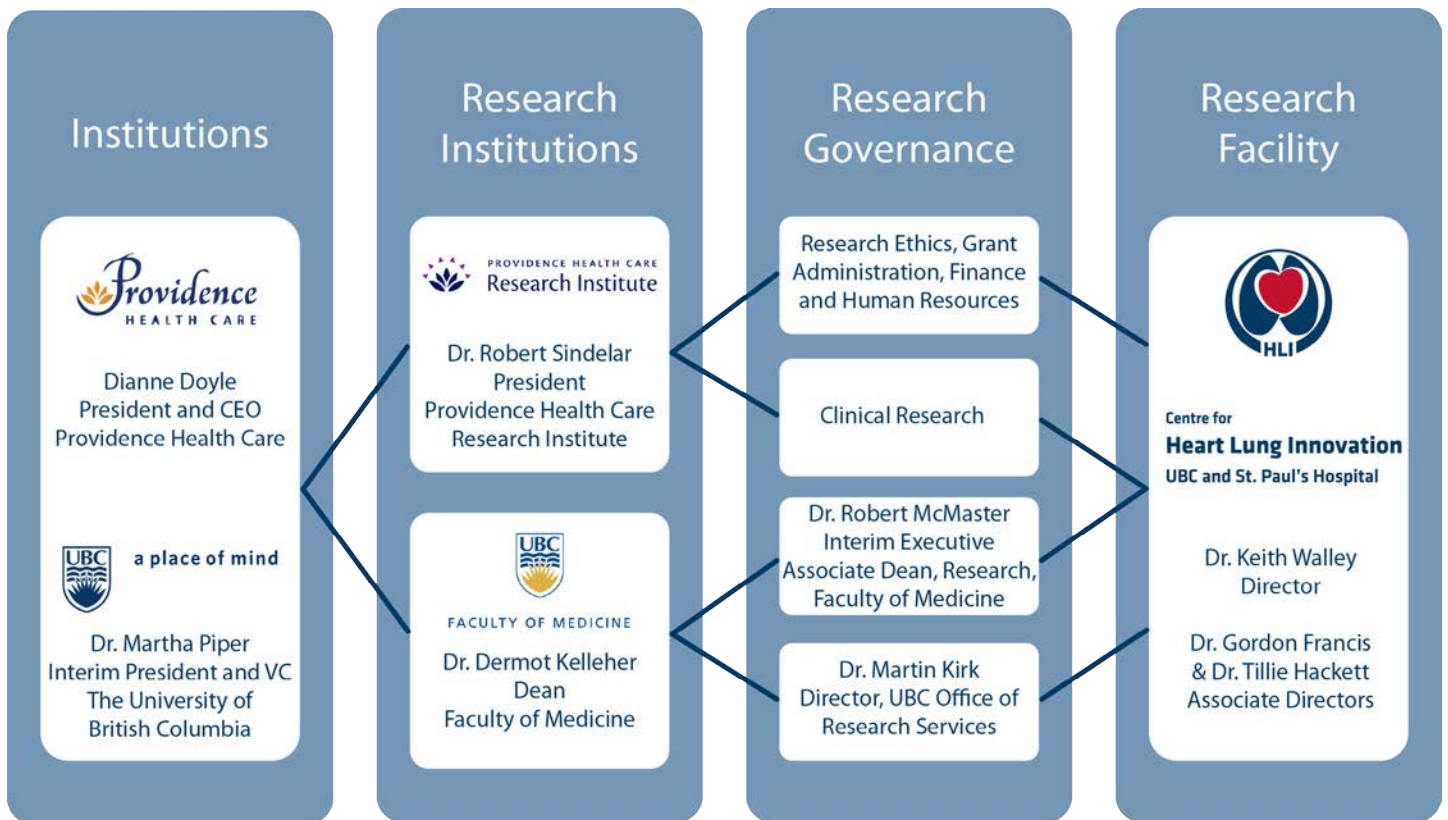 Institutions
Providence
HEALTH CARE
Dianne Doyle
President and CEO
Providence Health Care
UBC
a place of mind
Dr. Martha Piper
Interim President and VC
The University of
British Columbia
Research
Institutions
PROVIDENCE HEALTH CARE
Research Institute
Dr. Robert Sindelar
President
Providence Health Care
Research Institute
UBC
FACULTY OF MEDICINE
Dr. Dermot Kelleher
Dean
Faculty of Medicine
Research
Governance
Research Ethics, Grant
Administration, Finance
and Human Resources
Clinical Research
Dr. Robert McMaster
Interim Executive
Associate Dean, Research,
Faculty of Medicine
Dr. Martin Kirk
Director, UBC Office of
Research Services
Research
Facility
HLI
Centre for
Heart Lung Innovation
UBC and St. Paul's Hospital
Dr. Keith Walley
Director
Dr. Gordon Francis
& Dr. Tillie Hackett
Associate Directors